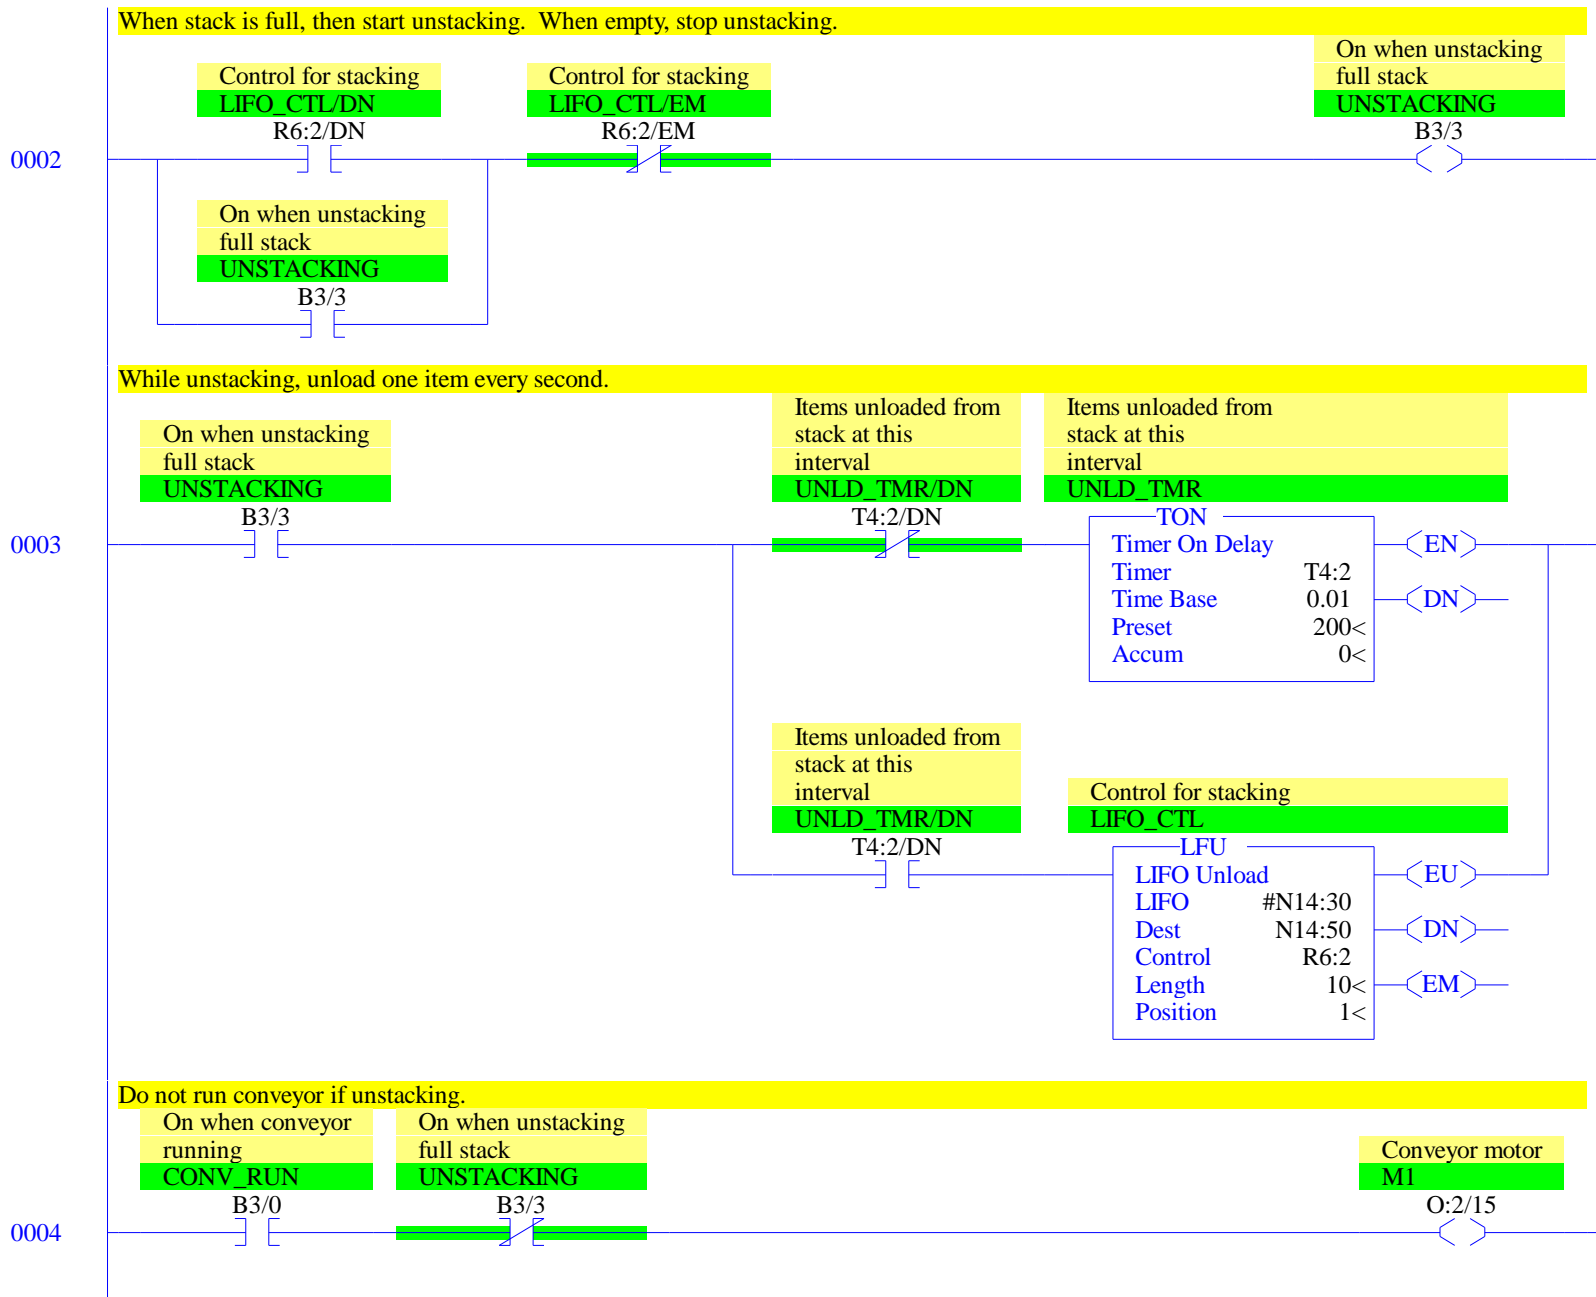 When stack is full, then start unstacking.  When empty, stop unstacking.
On when unstacking
full stack
UNSTACKING
B3/3
Control for stacking
LIFO_CTL/DN
R6:2/DN
Control for stacking
LIFO_CTL/EM
R6:2/EM
0002
On when unstacking
full stack
UNSTACKING
B3/3
While unstacking, unload one item every second.
On when unstacking
full stack
UNSTACKING
B3/3
Items unloaded from
stack at this
interval
UNLD_TMR/DN
T4:2/DN
Items unloaded from
stack at this
interval
UNLD_TMR
0003
TON
Timer On Delay
Timer T4:2
Time Base 0.01
Preset 200<
Accum 0<
EN
DN
Items unloaded from
stack at this
interval
UNLD_TMR/DN
T4:2/DN
Control for stacking
LIFO_CTL
LFU
LIFO Unload
LIFO #N14:30
Dest N14:50
Control R6:2
Length 10<
Position 1<
EU
DN
EM
Do not run conveyor if unstacking.
On when conveyor
running
CONV_RUN
B3/0
On when unstacking
full stack
UNSTACKING
B3/3
Conveyor motor
M1
O:2/15
0004